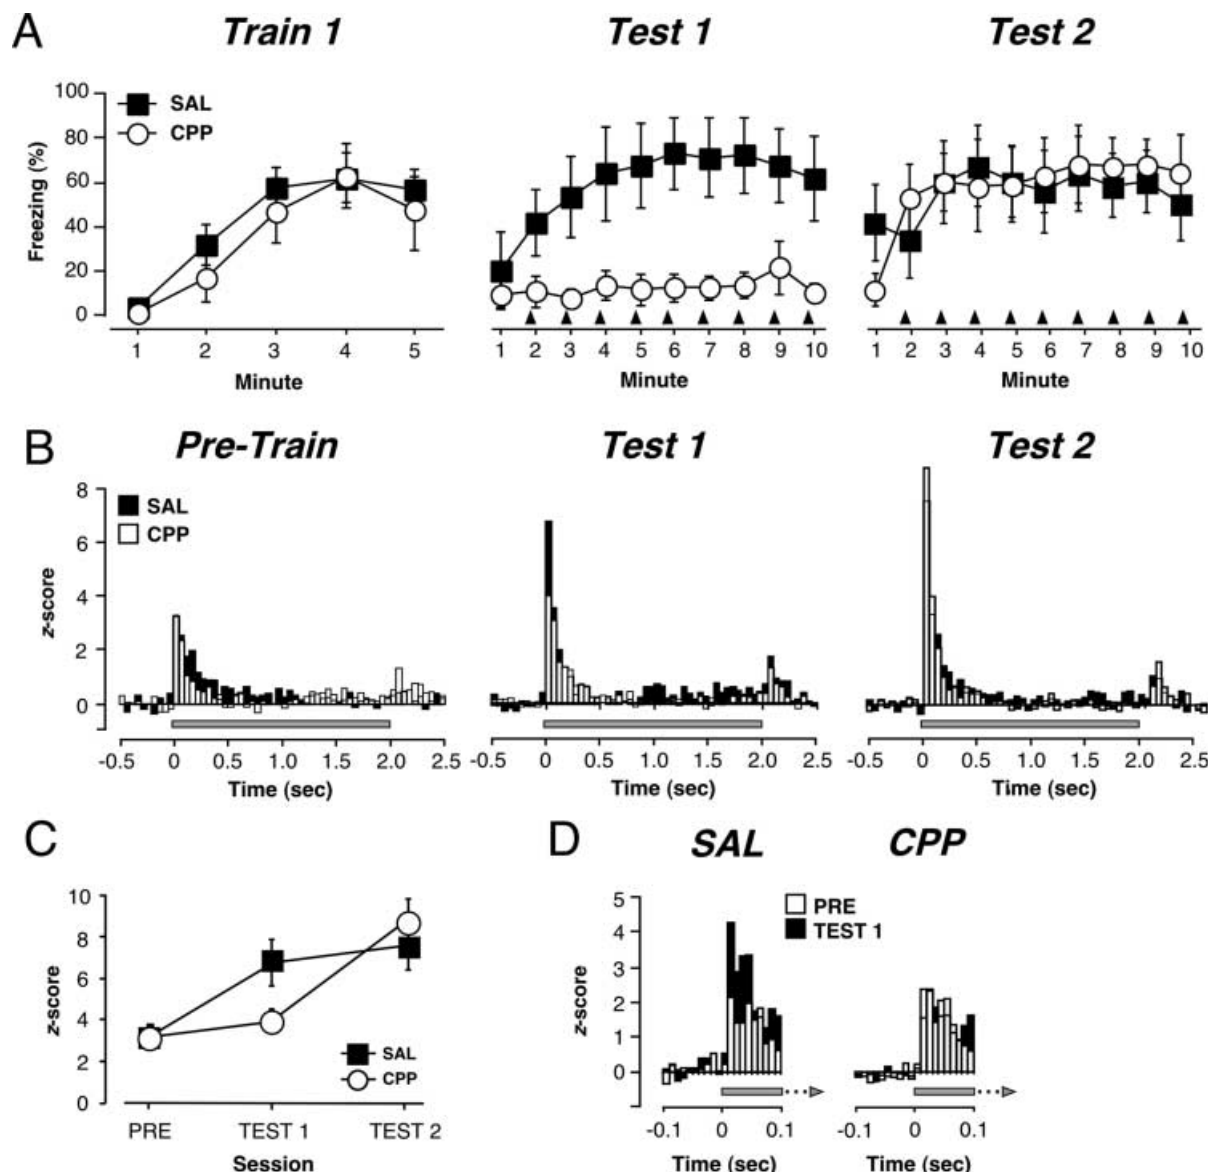 A
Train 1
Test 1
Test 2
100
80
60
40
20
0
Freezing (%)
SAL
CPP
1 2 3 4 5
Minute
1 2 3 4 5 6 7 8 9 10
Minute
1 2 3 4 5 6 7 8 9 10
Minute
B
Pre-Train
Test 1
Test 2
8
6
4
2
0
z-score
SAL
CPP
-0.5 0 0.5 1.0 1.5 2.0 2.5
Time (sec)
-0.5 0 0.5 1.0 1.5 2.0 2.5
Time (sec)
-0.5 0 0.5 1.0 1.5 2.0 2.5
Time (sec)
C
10
8
6
4
2
0
z-score
SAL
CPP
PRE TEST 1 TEST 2
Session
D
SAL
CPP
5
4
3
2
1
0
z-score
PRE
TEST 1
-0.1 0 0.1
Time (sec)
-0.1 0 0.1
Time (sec)